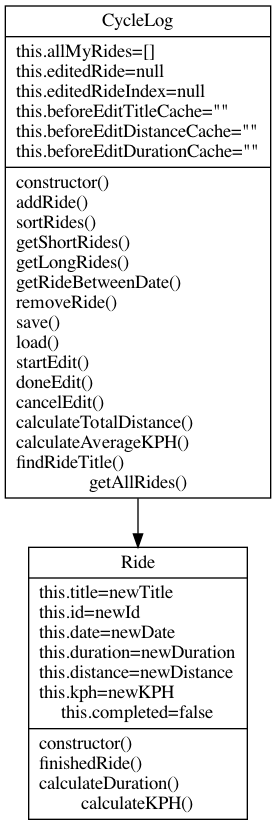 CycleLog
this.allMyRides=[]
this.editedRide=null
this.editedRideIndex=null
this.beforeEditTitleCache=""
this.beforeEditDistanceCache=""
this.beforeEditDurationCache=""
constructor()
addRide()
sortRides()
getShortRides()
getLongRides()
getRideBetweenDate()
removeRide()
save()
load()
startEdit()
doneEdit()
cancelEdit()
calculateTotalDistance()
calculateAverageKPH()
findRideTitle()
getAllRides()
Ride
this.title=newTitle
this.id=newId
this.date=newDate
this.duration=newDuration
this.distance=newDistance
this.kph=newKPH
this.completed=false
constructor()
finishedRide()
calculateDuration()
calculateKPH()